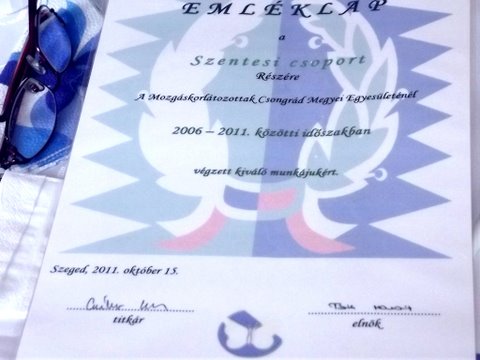 EMLÉKLAP
a
Szentesi csoport
Részére
A Mozgáskorlátozottak Csongrád Megyei Egyesületénél
2006 – 2011. közötti időszakban
végzett kiváló munkájukért.
Szeged, 2011. október 15.
titkár
elnök